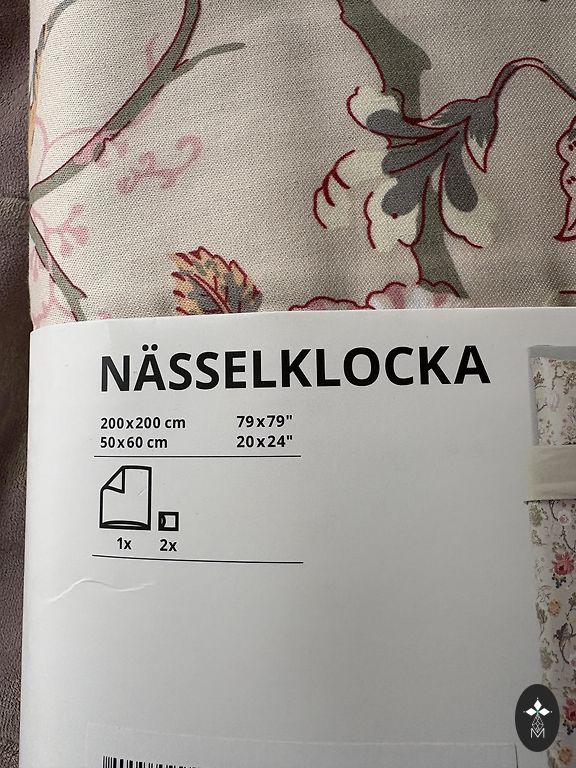 NÄSSELKLOCKA
200x200 cm 79x79"
50x60 cm 20x24"
1x 2x
M